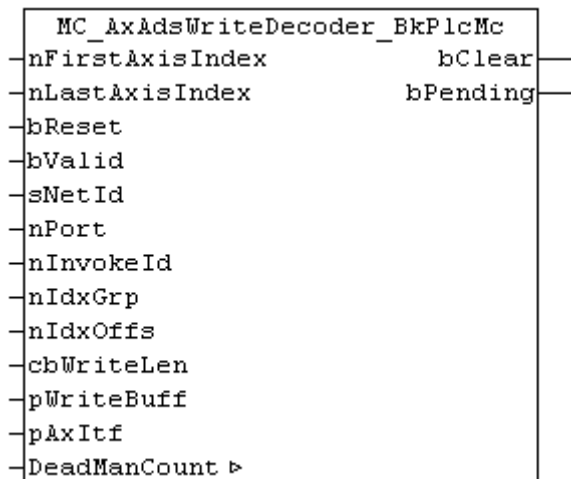 MC_AxAdsWriteDecoder_BkPlcMc
nFirstAxisIndex bClear
nLastAxisIndex bPending
bReset
bValid
sNetId
nPort
nInvokeId
nIdxGrp
nIdxOffs
cbWriteLen
pWriteBuff
pAxItf
DeadManCount ▹